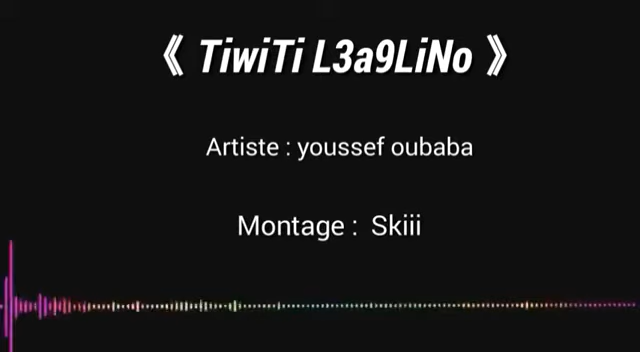 《 TiwiTi L3a9LiNo 》
Artiste : youssef oubaba
Montage : Skiii